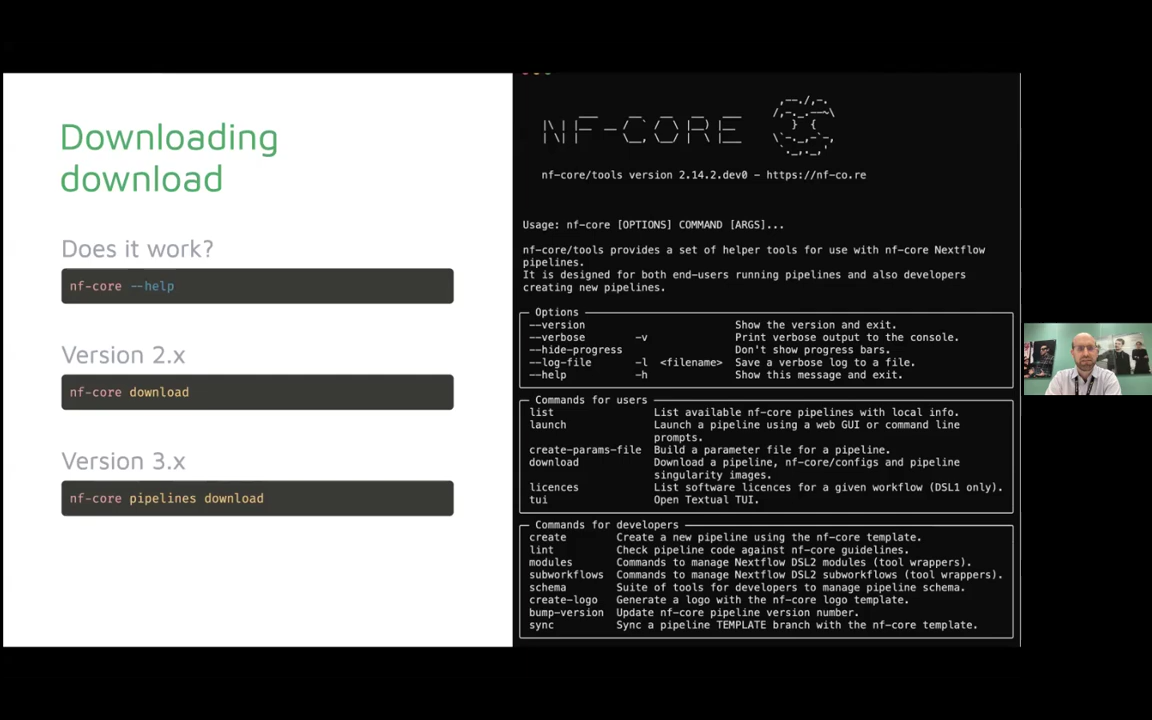 Downloading
download
Does it work?
nf-core --help
Version 2.x
nf-core download
Version 3.x
nf-core pipelines download
NF-CORE
nf-core/tools version 2.14.2.dev0 - https://nf-co.re
Usage: nf-core [OPTIONS] COMMAND [ARGS]...
nf-core/tools provides a set of helper tools for use with nf-core Nextflow
pipelines.
It is designed for both end-users running pipelines and also developers
creating new pipelines.
Options
--version Show the version and exit.
--verbose -v Print verbose output to the console.
--hide-progress Don't show progress bars.
--log-file -l <filename> Save a verbose log to a file.
--help -h Show this message and exit.
Commands for users
list List available nf-core pipelines with local info.
launch Launch a pipeline using a web GUI or command line
prompts.
create-params-file Build a parameter file for a pipeline.
download Download a pipeline, nf-core/configs and pipeline
singularity images.
licences List software licences for a given workflow (DSL1 only).
tui Open Textual TUI.
Commands for developers
create Create a new pipeline using the nf-core template.
lint Check pipeline code against nf-core guidelines.
modules Commands to manage Nextflow DSL2 modules (tool wrappers).
subworkflows Commands to manage Nextflow DSL2 subworkflows (tool wrappers).
schema Suite of tools for developers to manage pipeline schema.
create-logo Generate a logo with the nf-core logo template.
bump-version Update nf-core pipeline version number.
sync Sync a pipeline TEMPLATE branch with the nf-core template.